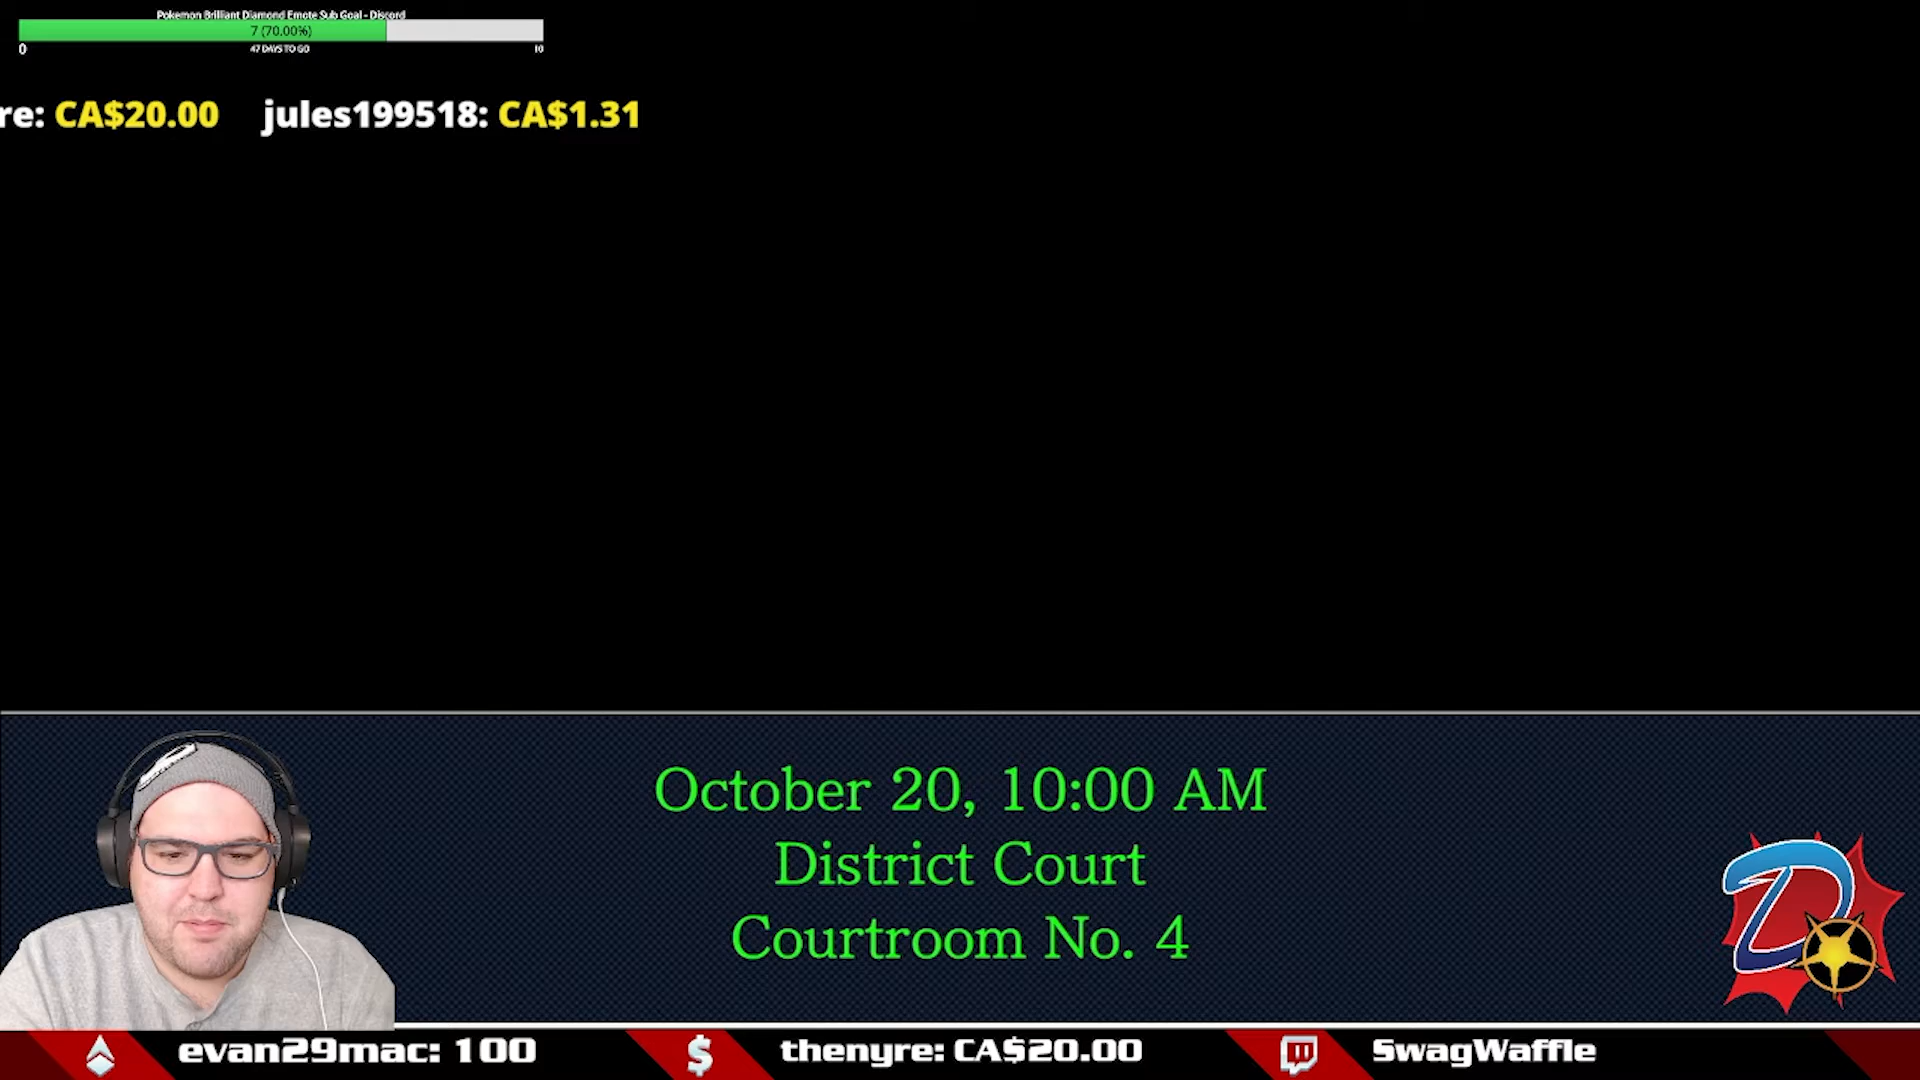 Pokemon Brilliant Diamond Emote Sub Goal - Discord
7 (70.00%)
0 47 DAYS TO GO 10
re: CA$20.00 jules199518: CA$1.31
October 20, 10:00 AM
District Court
Courtroom No. 4
D
evan29mac: 100 thenyre: CA$20.00 SwagWaffle